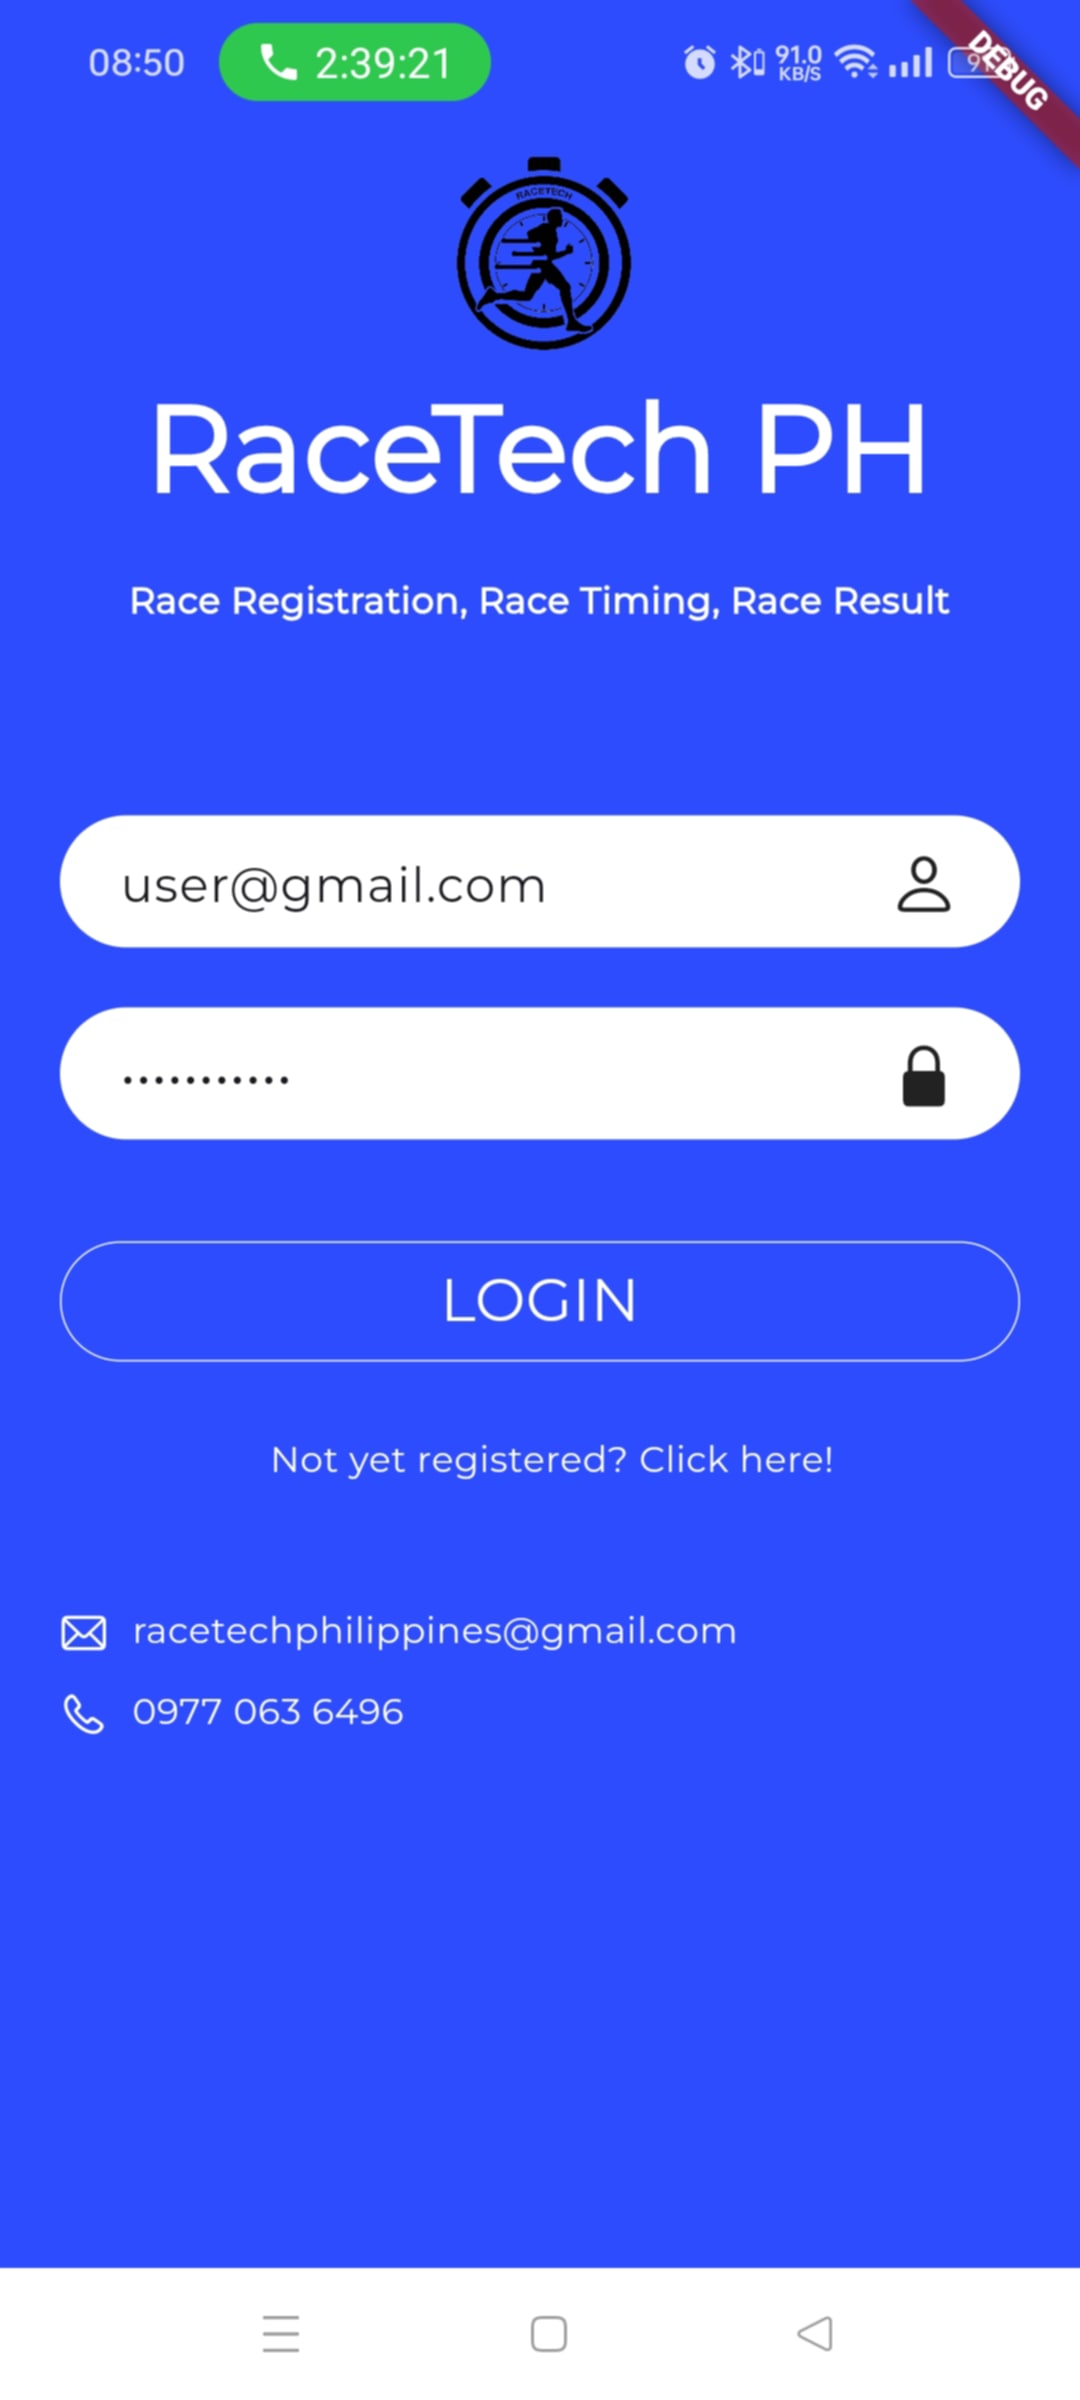 08:50 2:39:21 91.0 KB/S
DEBUG
RACETECH
RaceTech PH
Race Registration, Race Timing, Race Result
user@gmail.com
•••••••••••
LOGIN
Not yet registered? Click here!
racetechphilippines@gmail.com
0977 063 6496